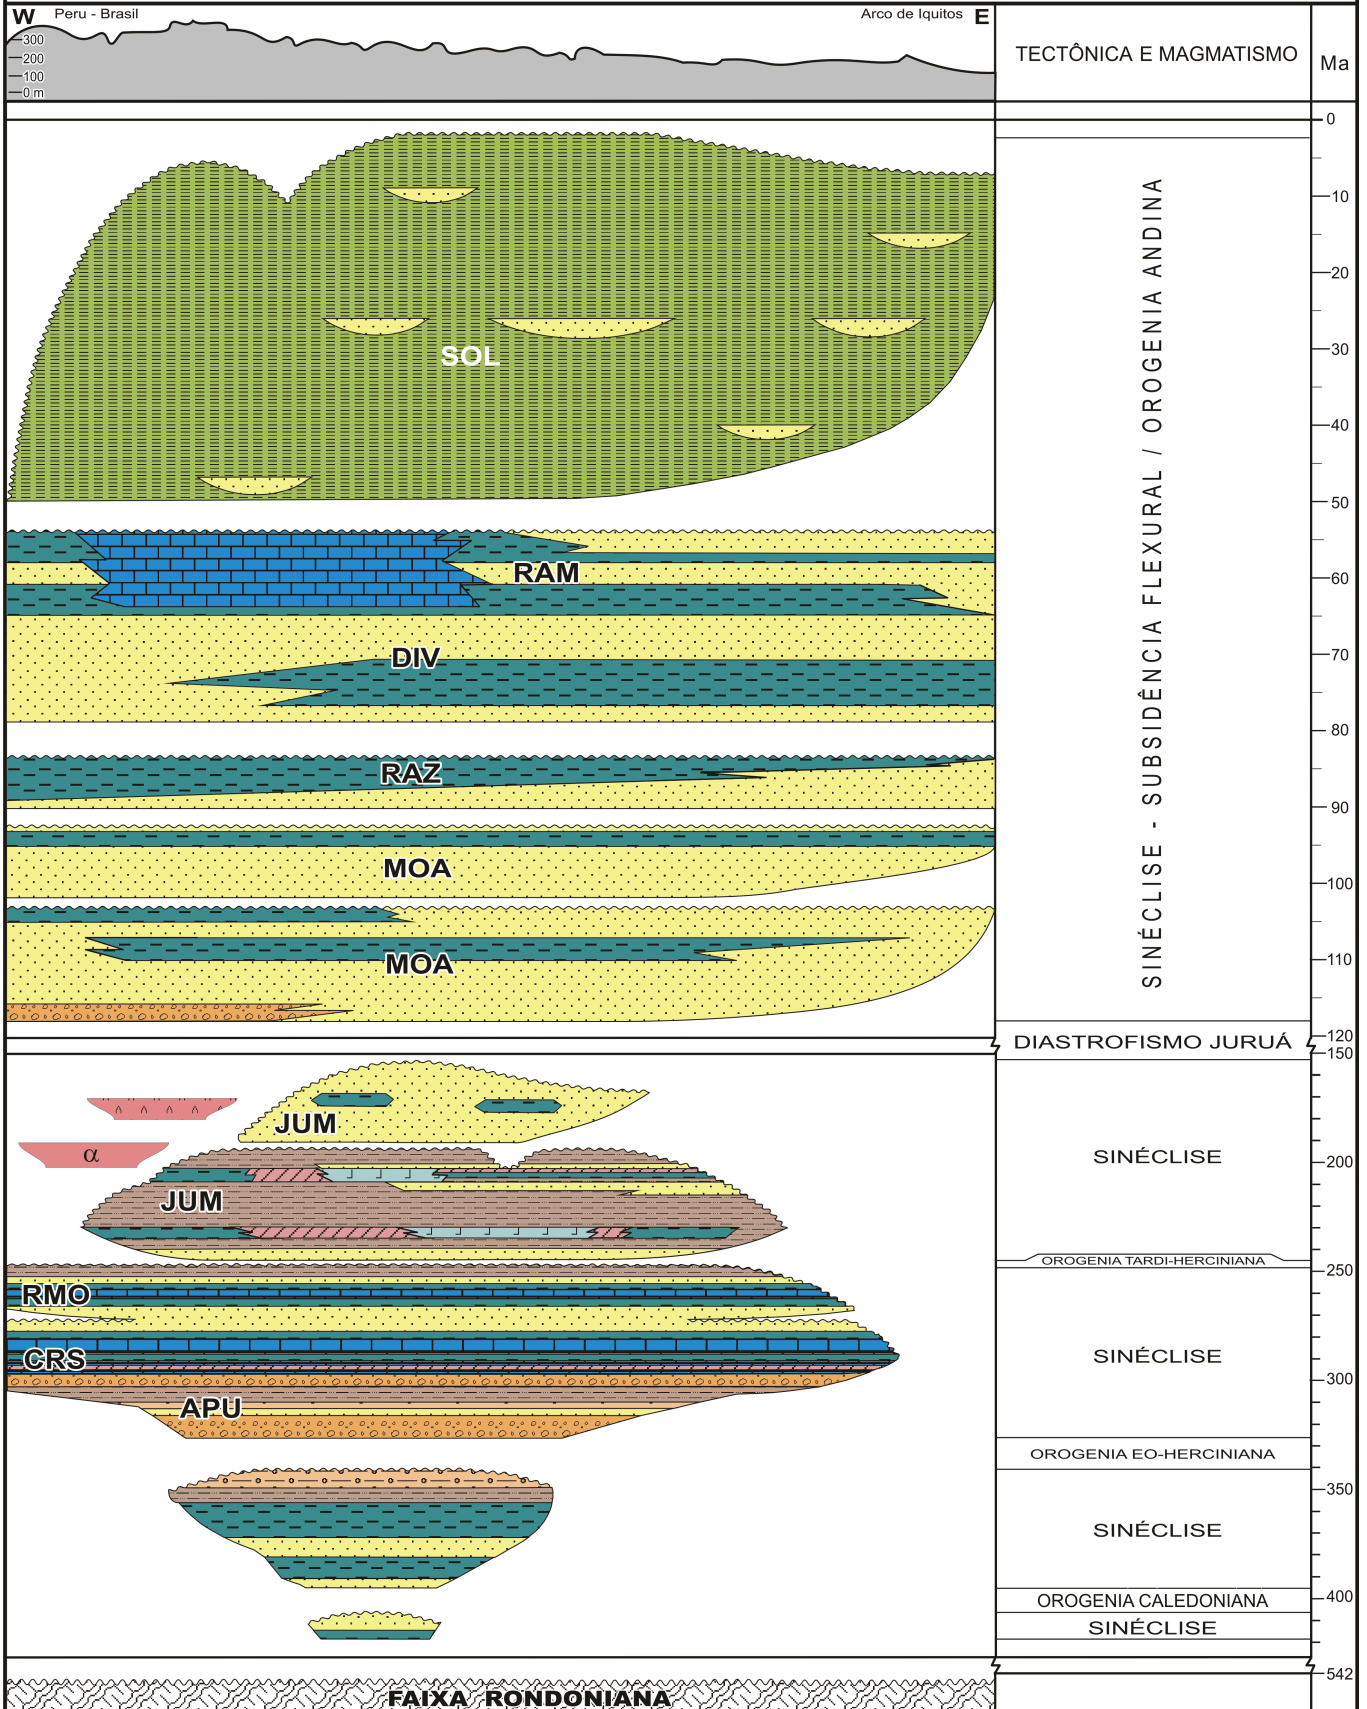 W Peru - Brasil Arco de Iquitos E
300
200
100
0 m
TECTÔNICA E MAGMATISMO
Ma
0
10
20
30
40
50
60
70
80
90
100
110
120
150
200
250
300
350
400
542
SOL
RAM
DIV
RAZ
MOA
MOA
JUM
α
JUM
RMO
CRS
APU
FAIXA RONDONIANA
SINÉCLISE - SUBSIDÊNCIA FLEXURAL / OROGENIA ANDINA
DIASTROFISMO JURUÁ
SINÉCLISE
OROGENIA TARDI-HERCINIANA
SINÉCLISE
OROGENIA EO-HERCINIANA
SINÉCLISE
OROGENIA CALEDONIANA
SINÉCLISE